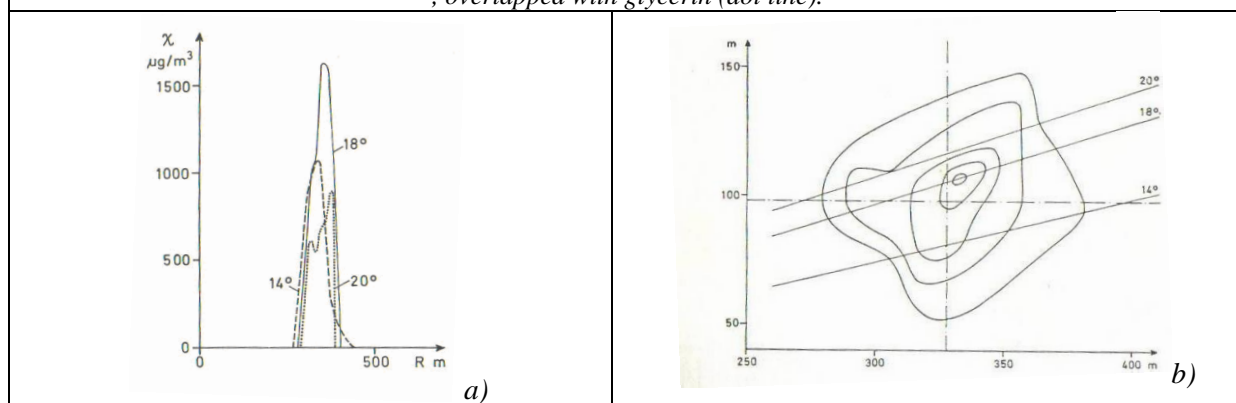 , overlapped with glycerin (dot line).
χ
µg/m³
1500
1000
500
0
14°
18°
20°
0
500
R m
a)
m
150
100
50
20°
18°
14°
250
300
350
400 m
b)